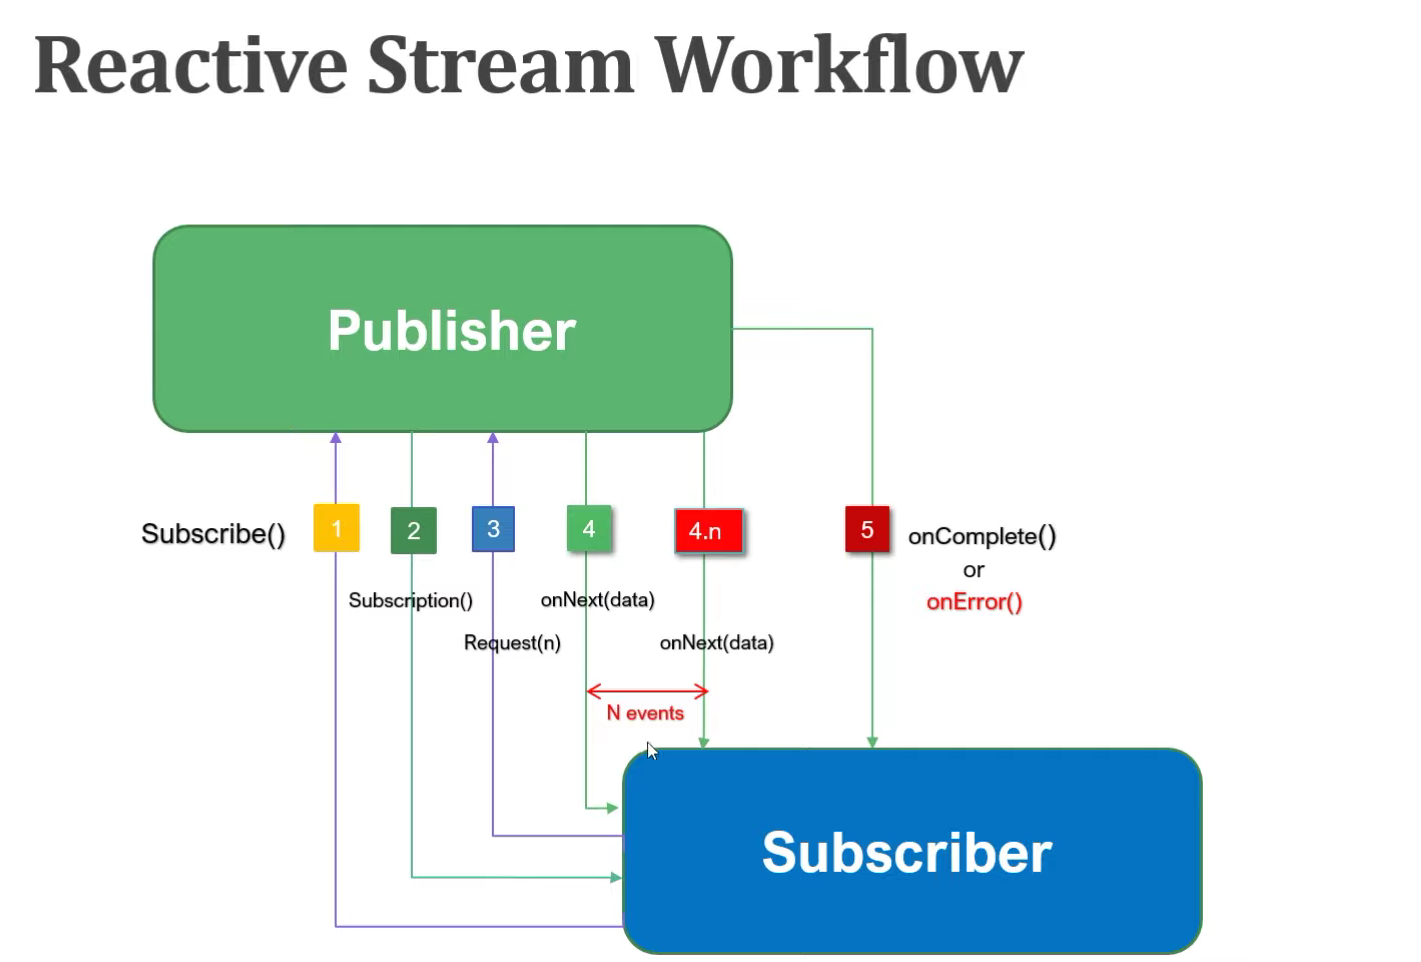 Reactive Stream Workflow
Publisher
Subscribe()
1
2
3
4
4.n
5
onComplete()
or
onError()
Subscription()
onNext(data)
Request(n)
onNext(data)
N events
Subscriber